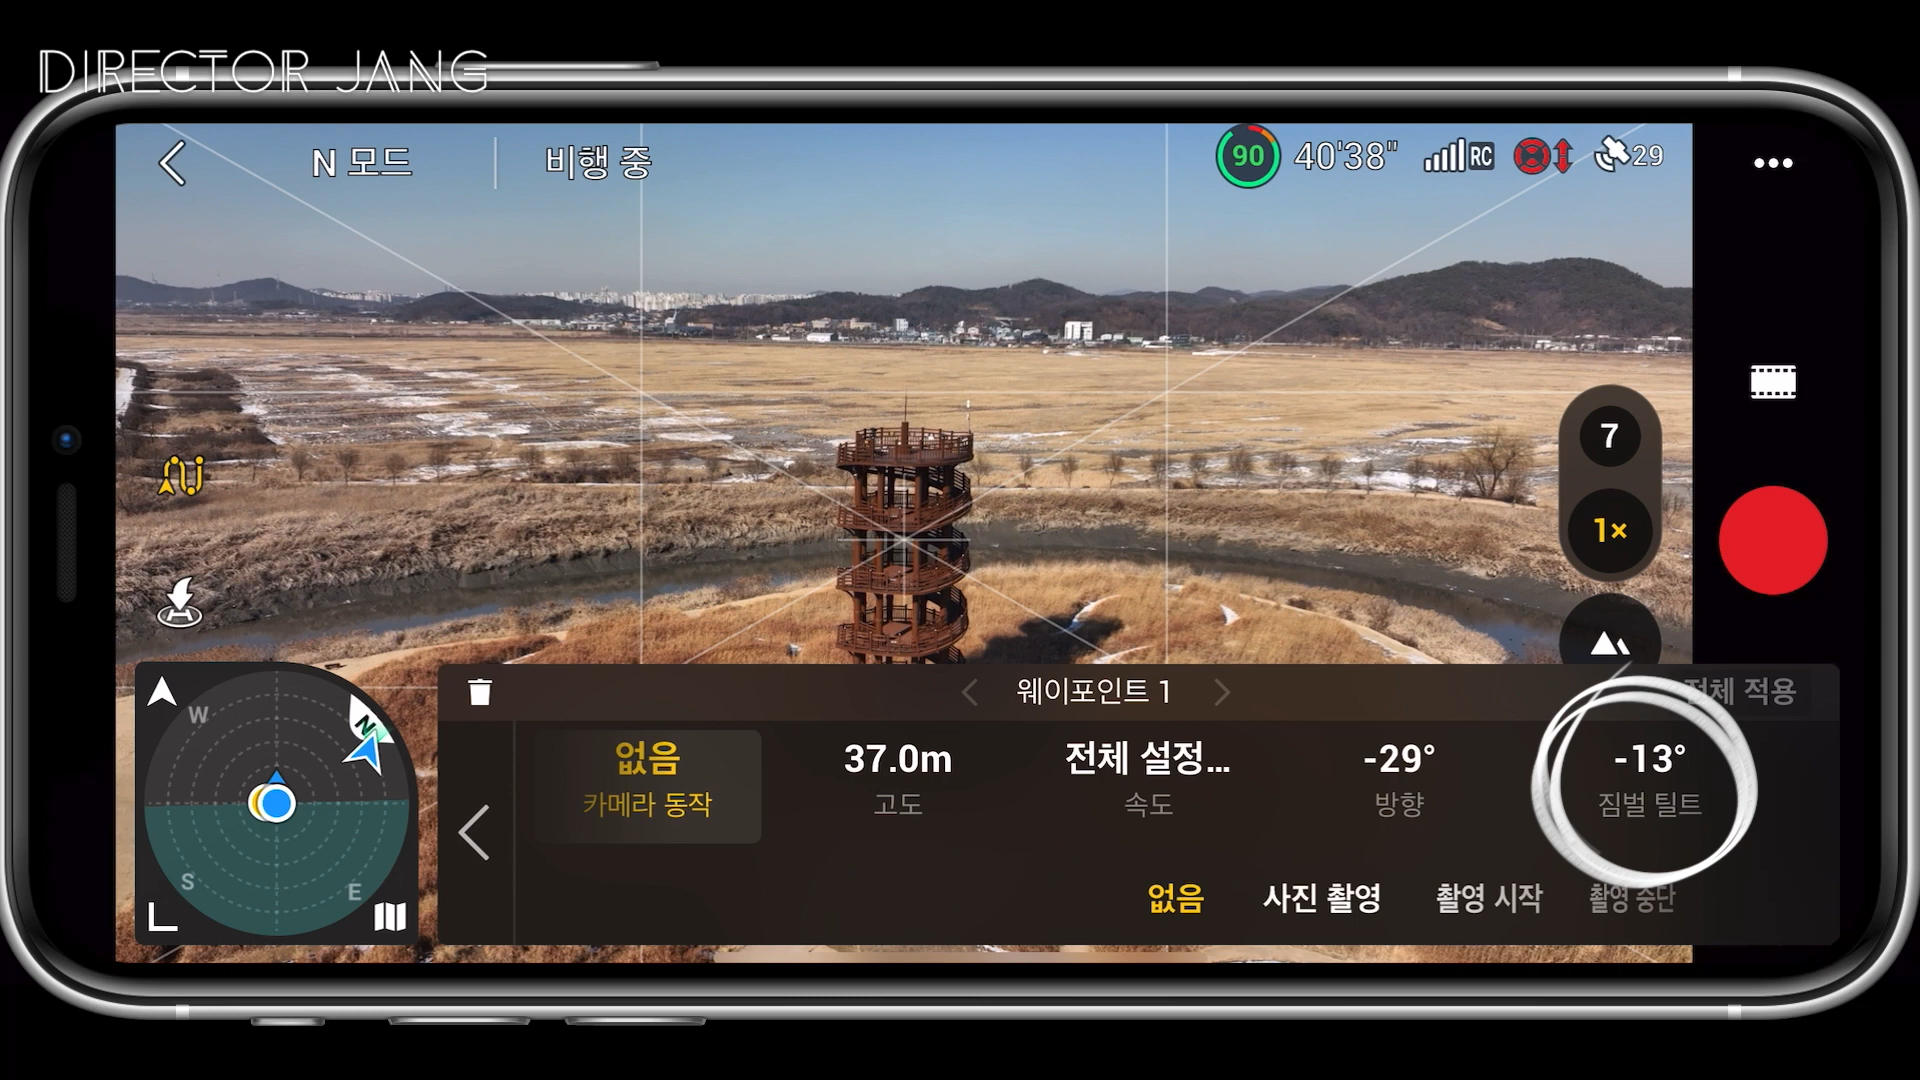 DIRECTOR JANG
N 모드
비행 중
90
40'38"
RC
29
7
1×
W
N
S
E
웨이포인트 1
전체 적용
없음
카메라 동작
37.0m
고도
전체 설정...
속도
-29°
방향
-13°
짐벌 틸트
없음
사진 촬영
촬영 시작
촬영 중단